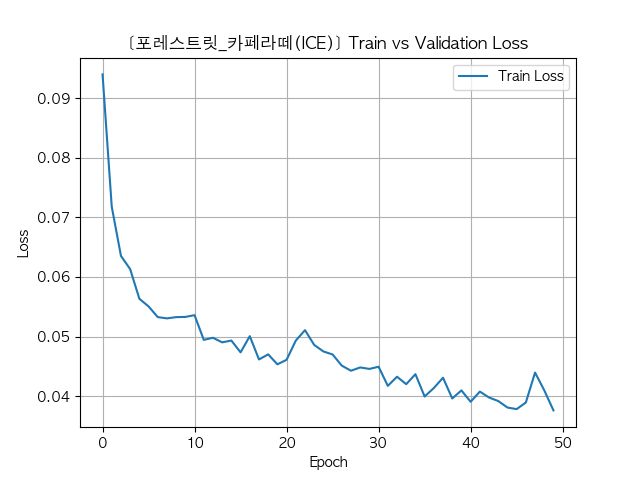 〔포레스트릿_카페라떼(ICE)〕 Train vs Validation Loss
Train Loss
0.09
0.08
0.07
0.06
0.05
0.04
Loss
0 10 20 30 40 50
Epoch